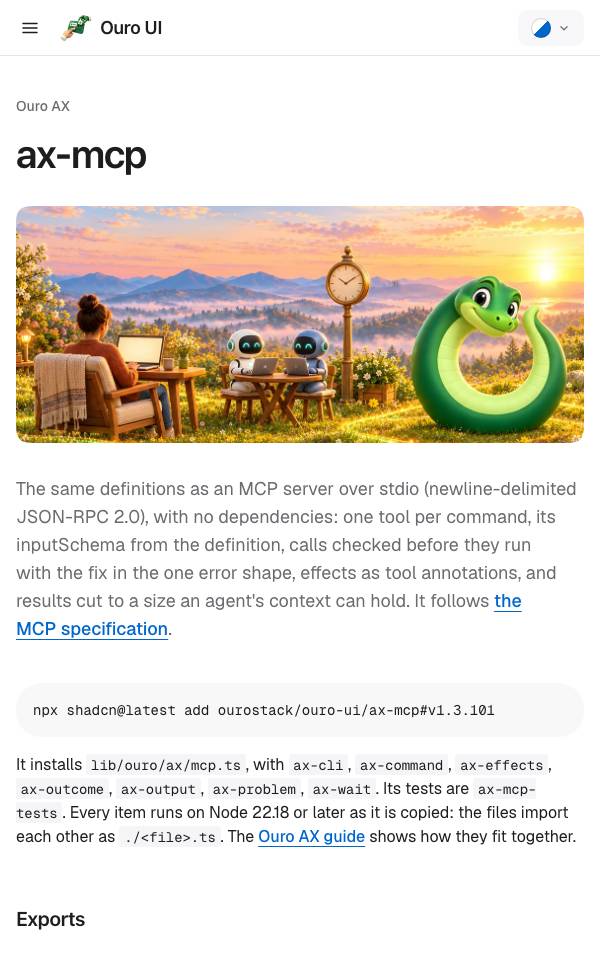 Ouro UI
Ouro AX
ax-mcp
The same definitions as an MCP server over stdio (newline-delimited
JSON-RPC 2.0), with no dependencies: one tool per command, its
inputSchema from the definition, calls checked before they run
with the fix in the one error shape, effects as tool annotations, and
results cut to a size an agent's context can hold. It follows the
MCP specification.
npx shadcn@latest add ourostack/ouro-ui/ax-mcp#v1.3.101
It installs lib/ouro/ax/mcp.ts, with ax-cli, ax-command, ax-effects,
ax-outcome, ax-output, ax-problem, ax-wait. Its tests are ax-mcp-
tests. Every item runs on Node 22.18 or later as it is copied: the files import
each other as ./<file>.ts. The Ouro AX guide shows how they fit together.
Exports